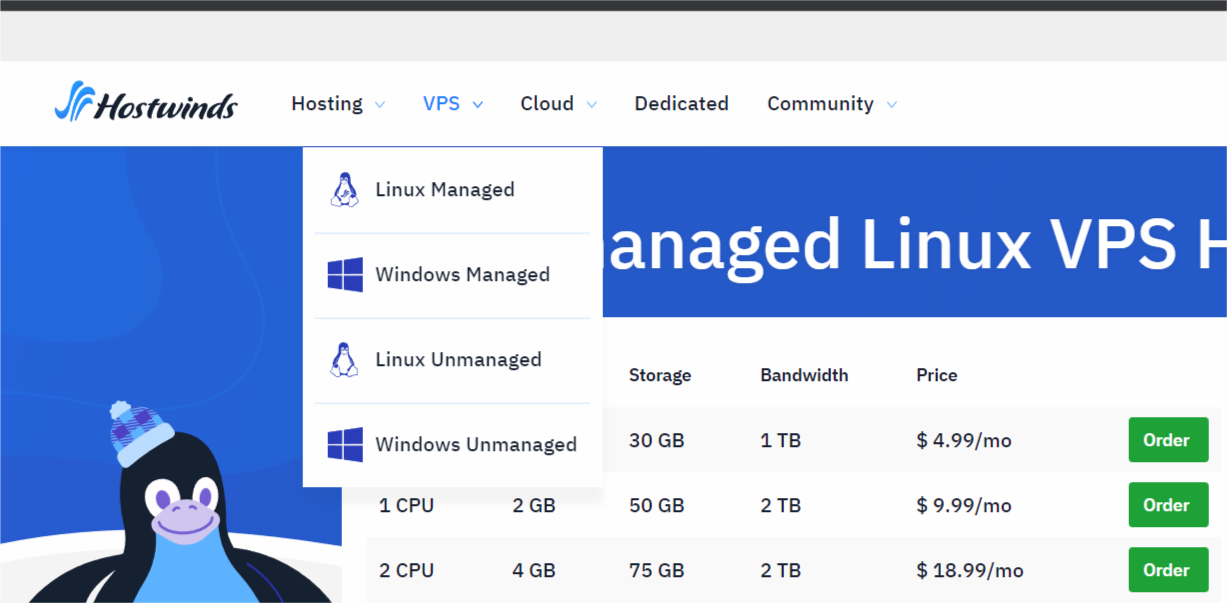 Hostwinds
Hosting VPS Cloud Dedicated Community
Linux Managed
Windows Managed
Linux Unmanaged
Windows Unmanaged
anaged Linux VPS H
Storage Bandwidth Price
30 GB 1 TB $ 4.99/mo Order
1 CPU 2 GB 50 GB 2 TB $ 9.99/mo Order
2 CPU 4 GB 75 GB 2 TB $ 18.99/mo Order